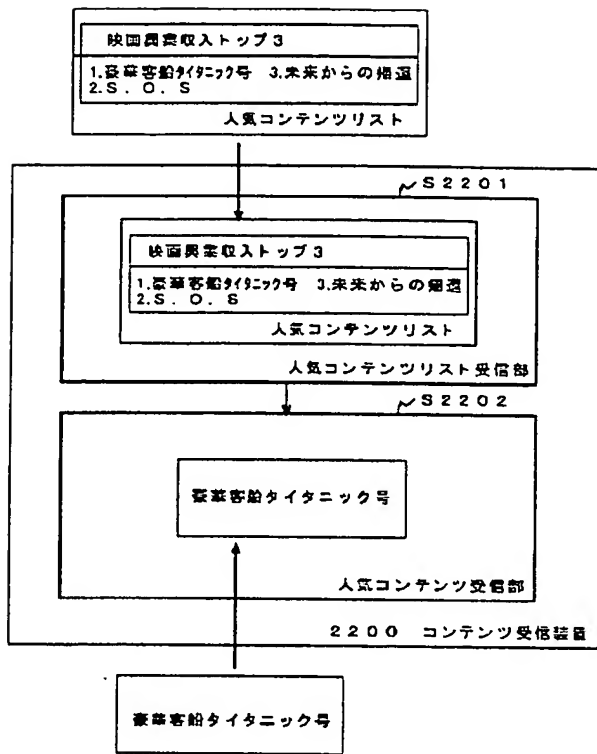 映画興業収入トップ3
1.豪華客船タイタニック号 3.未来からの帰還
2.S．O．S
人気コンテンツリスト
S2201
映画興業収入トップ3
1.豪華客船タイタニック号 3.未来からの帰還
2.S．O．S
人気コンテンツリスト
人気コンテンツリスト受信部
S2202
豪華客船タイタニック号
人気コンテンツ受信部
2200 コンテンツ受信装置
豪華客船タイタニック号